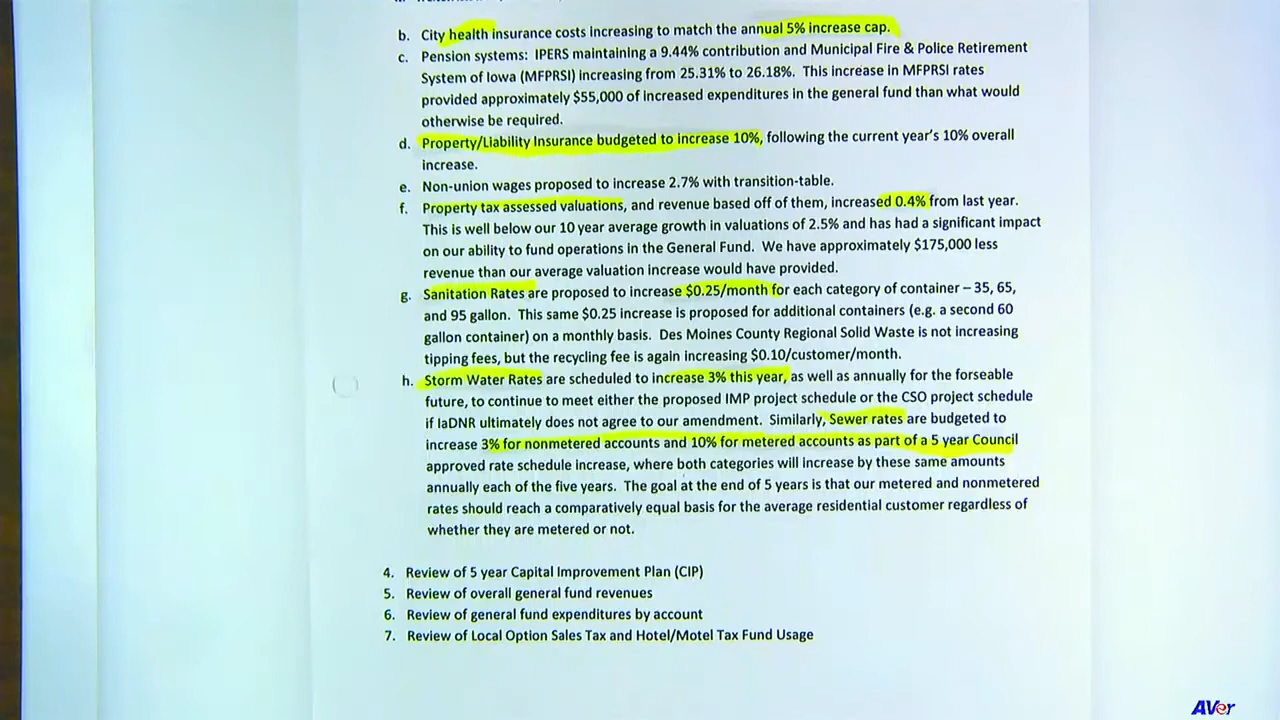 b. City health insurance costs increasing to match the annual 5% increase cap.
c. Pension systems: IPERS maintaining a 9.44% contribution and Municipal Fire & Police Retirement
System of Iowa (MFPRSI) increasing from 25.31% to 26.18%. This increase in MFPRSI rates
provided approximately $55,000 of increased expenditures in the general fund than what would
otherwise be required.
d. Property/Liability Insurance budgeted to increase 10%, following the current year's 10% overall
increase.
e. Non-union wages proposed to increase 2.7% with transition-table.
f. Property tax assessed valuations, and revenue based off of them, increased 0.4% from last year.
This is well below our 10 year average growth in valuations of 2.5% and has had a significant impact
on our ability to fund operations in the General Fund. We have approximately $175,000 less
revenue than our average valuation increase would have provided.
g. Sanitation Rates are proposed to increase $0.25/month for each category of container – 35, 65,
and 95 gallon. This same $0.25 increase is proposed for additional containers (e.g. a second 60
gallon container) on a monthly basis. Des Moines County Regional Solid Waste is not increasing
tipping fees, but the recycling fee is again increasing $0.10/customer/month.
h. Storm Water Rates are scheduled to increase 3% this year, as well as annually for the forseable
future, to continue to meet either the proposed IMP project schedule or the CSO project schedule
if IaDNR ultimately does not agree to our amendment. Similarly, Sewer rates are budgeted to
increase 3% for nonmetered accounts and 10% for metered accounts as part of a 5 year Council
approved rate schedule increase, where both categories will increase by these same amounts
annually each of the five years. The goal at the end of 5 years is that our metered and nonmetered
rates should reach a comparatively equal basis for the average residential customer regardless of
whether they are metered or not.
4. Review of 5 year Capital Improvement Plan (CIP)
5. Review of overall general fund revenues
6. Review of general fund expenditures by account
7. Review of Local Option Sales Tax and Hotel/Motel Tax Fund Usage
AVer